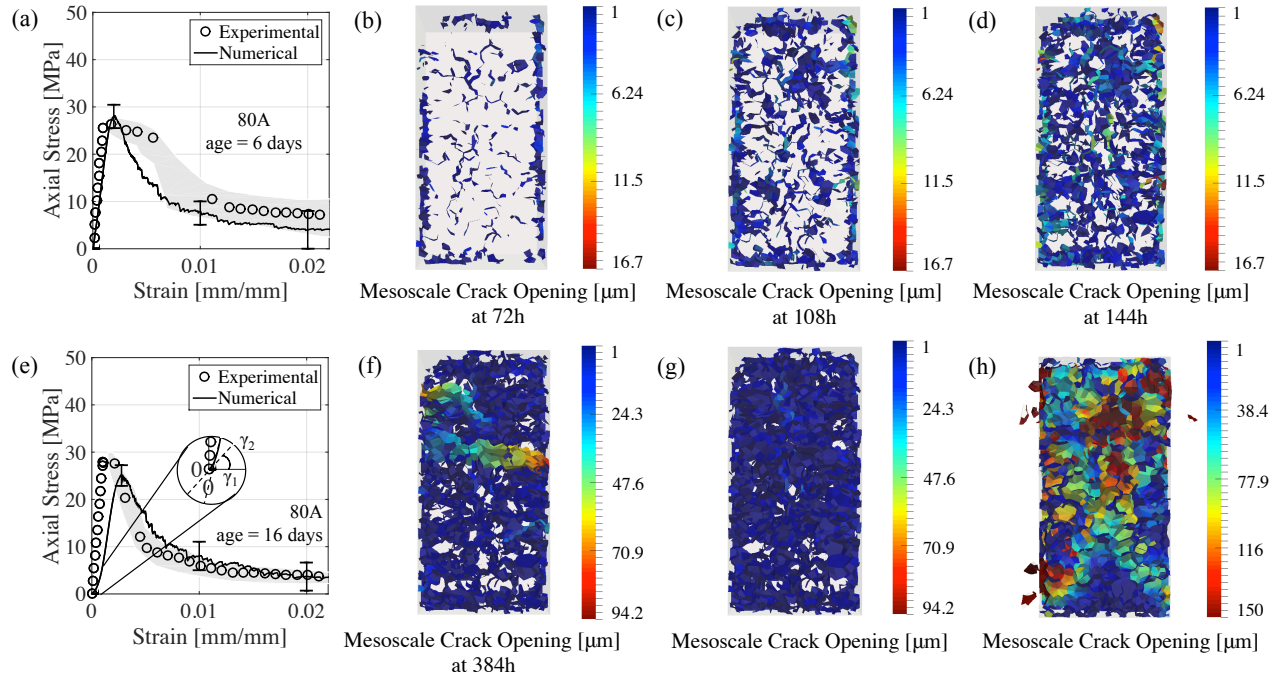 (a)
50
40
30
20
10
0
Axial Stress [MPa]
Experimental
Numerical
80A
age = 6 days
0
0.01
0.02
Strain [mm/mm]
(b)
1
6.24
11.5
16.7
Mesoscale Crack Opening [μm]
at 72h
(c)
1
6.24
11.5
16.7
Mesoscale Crack Opening [μm]
at 108h
(d)
1
6.24
11.5
16.7
Mesoscale Crack Opening [μm]
at 144h
(e)
50
40
30
20
10
0
Axial Stress [MPa]
Experimental
Numerical
γ2
γ1
80A
age = 16 days
0
0.01
0.02
Strain [mm/mm]
(f)
1
24.3
47.6
70.9
94.2
Mesoscale Crack Opening [μm]
at 384h
(g)
1
24.3
47.6
70.9
94.2
Mesoscale Crack Opening [μm]
(h)
1
38.4
77.9
116
150
Mesoscale Crack Opening [μm]